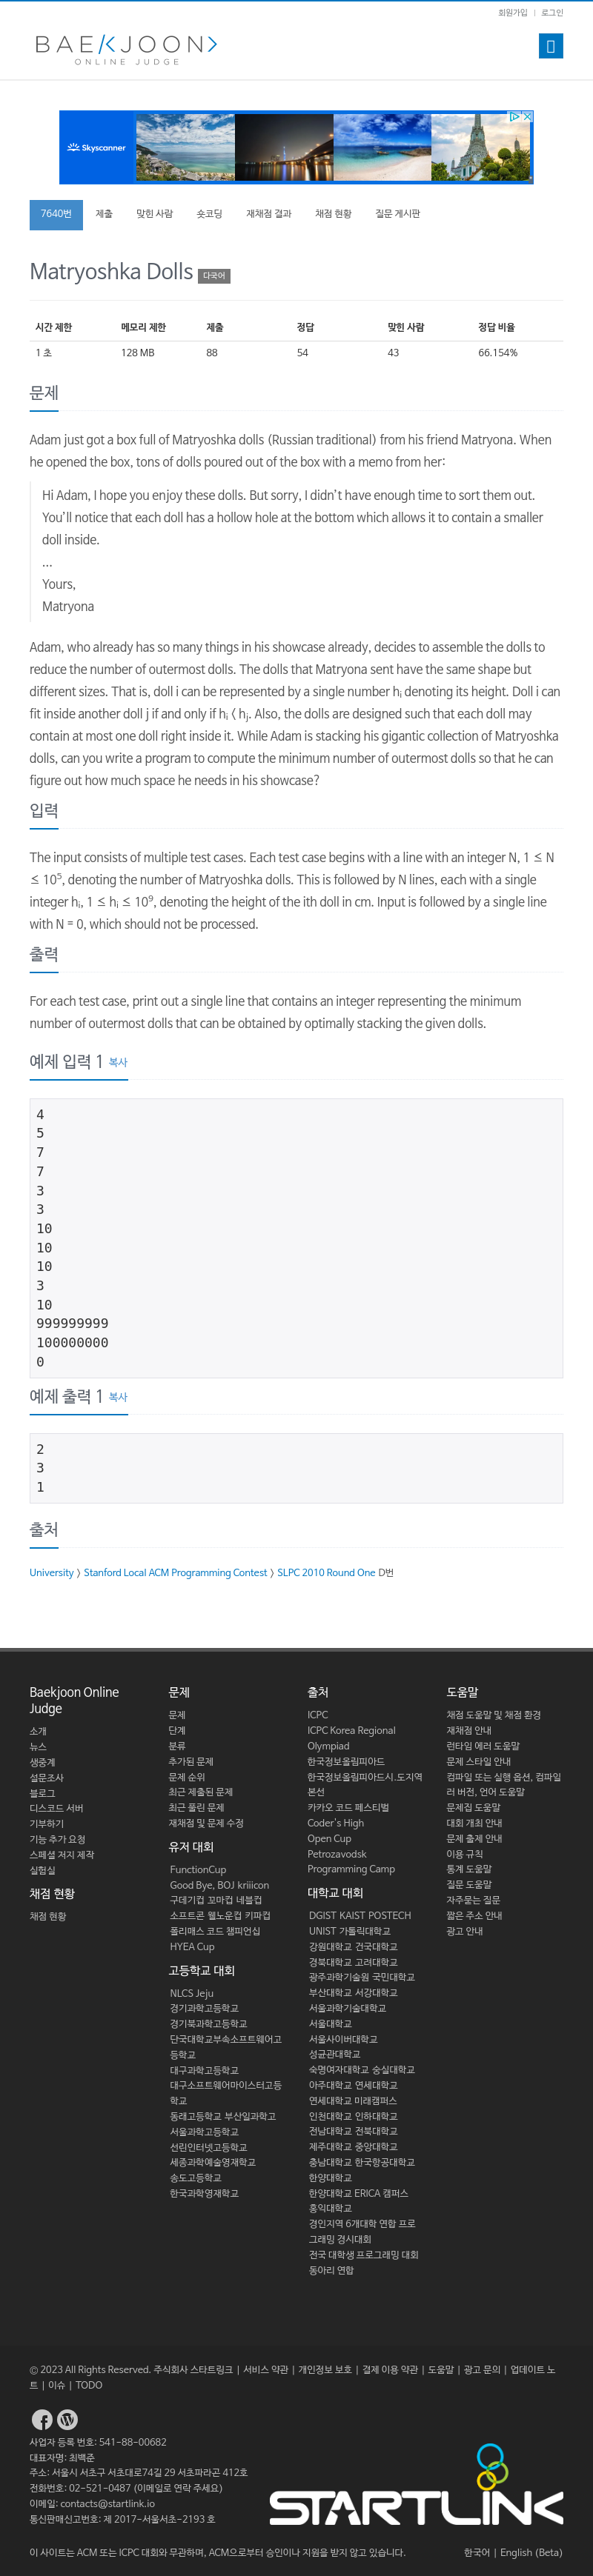 회원가입 | 로그인
BAEKJOON>
ONLINE JUDGE
Skyscanner
7640번 제출 맞힌 사람 숏코딩 재채점 결과 채점 현황 질문 게시판
Matryoshka Dolls 다국어
시간 제한 메모리 제한 제출 정답 맞힌 사람 정답 비율
1 초 128 MB 88 54 43 66.154%
문제
Adam just got a box full of Matryoshka dolls (Russian traditional) from his friend Matryona. When
he opened the box, tons of dolls poured out of the box with a memo from her:
Hi Adam, I hope you enjoy these dolls. But sorry, I didn't have enough time to sort them out.
You'll notice that each doll has a hollow hole at the bottom which allows it to contain a smaller
doll inside.
...
Yours,
Matryona
Adam, who already has so many things in his showcase already, decides to assemble the dolls to
reduce the number of outermost dolls. The dolls that Matryona sent have the same shape but
different sizes. That is, doll i can be represented by a single number hi denoting its height. Doll i can
fit inside another doll j if and only if hi < hj. Also, the dolls are designed such that each doll may
contain at most one doll right inside it. While Adam is stacking his gigantic collection of Matryoshka
dolls, can you write a program to compute the minimum number of outermost dolls so that he can
figure out how much space he needs in his showcase?
입력
The input consists of multiple test cases. Each test case begins with a line with an integer N, 1 ≤ N
≤ 10⁵, denoting the number of Matryoshka dolls. This is followed by N lines, each with a single
integer hi, 1 ≤ hi ≤ 10⁹, denoting the height of the ith doll in cm. Input is followed by a single line
with N = 0, which should not be processed.
출력
For each test case, print out a single line that contains an integer representing the minimum
number of outermost dolls that can be obtained by optimally stacking the given dolls.
예제 입력 1 복사
4
5
7
7
3
3
10
10
10
3
10
999999999
100000000
0
예제 출력 1 복사
2
3
1
출처
University > Stanford Local ACM Programming Contest > SLPC 2010 Round One D번
Baekjoon Online
Judge
소개
뉴스
생중계
설문조사
블로그
디스코드 서버
기부하기
기능 추가 요청
스페셜 저지 제작
실험실
채점 현황
채점 현황
문제
문제
단계
분류
추가된 문제
문제 순위
최근 제출된 문제
최근 풀린 문제
재채점 및 문제 수정
유저 대회
FunctionCup
Good Bye, BOJ kriiicon
구데기컵 꼬마컵 네블컵
소프트콘 웰노운컵 키파컵
폴리매스 코드 챔피언십
HYEA Cup
고등학교 대회
NLCS Jeju
경기과학고등학교
경기북과학고등학교
단국대학교부속소프트웨어고
등학교
대구과학고등학교
대구소프트웨어마이스터고등
학교
동래고등학교 부산일과학고
서울과학고등학교
선린인터넷고등학교
세종과학예술영재학교
송도고등학교
한국과학영재학교
출처
ICPC
ICPC Korea Regional
Olympiad
한국정보올림피아드
한국정보올림피아드시.도지역
본선
카카오 코드 페스티벌
Coder's High
Open Cup
Petrozavodsk
Programming Camp
대학교 대회
DGIST KAIST POSTECH
UNIST 가톨릭대학교
강원대학교 건국대학교
경북대학교 고려대학교
광주과학기술원 국민대학교
부산대학교 서강대학교
서울과학기술대학교
서울대학교
서울사이버대학교
성균관대학교
숙명여자대학교 숭실대학교
아주대학교 연세대학교
연세대학교 미래캠퍼스
인천대학교 인하대학교
전남대학교 전북대학교
제주대학교 중앙대학교
충남대학교 한국항공대학교
한양대학교
한양대학교 ERICA 캠퍼스
홍익대학교
경인지역 6개대학 연합 프로
그래밍 경시대회
전국 대학생 프로그래밍 대회
동아리 연합
도움말
채점 도움말 및 채점 환경
재채점 안내
런타임 에러 도움말
문제 스타일 안내
컴파일 또는 실행 옵션, 컴파일
러 버전, 언어 도움말
문제집 도움말
대회 개최 안내
문제 출제 안내
이용 규칙
통계 도움말
질문 도움말
자주묻는 질문
짧은 주소 안내
광고 안내
© 2023 All Rights Reserved. 주식회사 스타트링크 | 서비스 약관 | 개인정보 보호 | 결제 이용 약관 | 도움말 | 광고 문의 | 업데이트 노
트 | 이슈 | TODO
사업자 등록 번호: 541-88-00682
대표자명: 최백준
주소: 서울시 서초구 서초대로74길 29 서초파라곤 412호
전화번호: 02-521-0487 (이메일로 연락 주세요)
이메일: contacts@startlink.io
통신판매신고번호: 제 2017-서울서초-2193 호
STARTLINK
이 사이트는 ACM 또는 ICPC 대회와 무관하며, ACM으로부터 승인이나 지원을 받지 않고 있습니다.
한국어 | English (Beta)